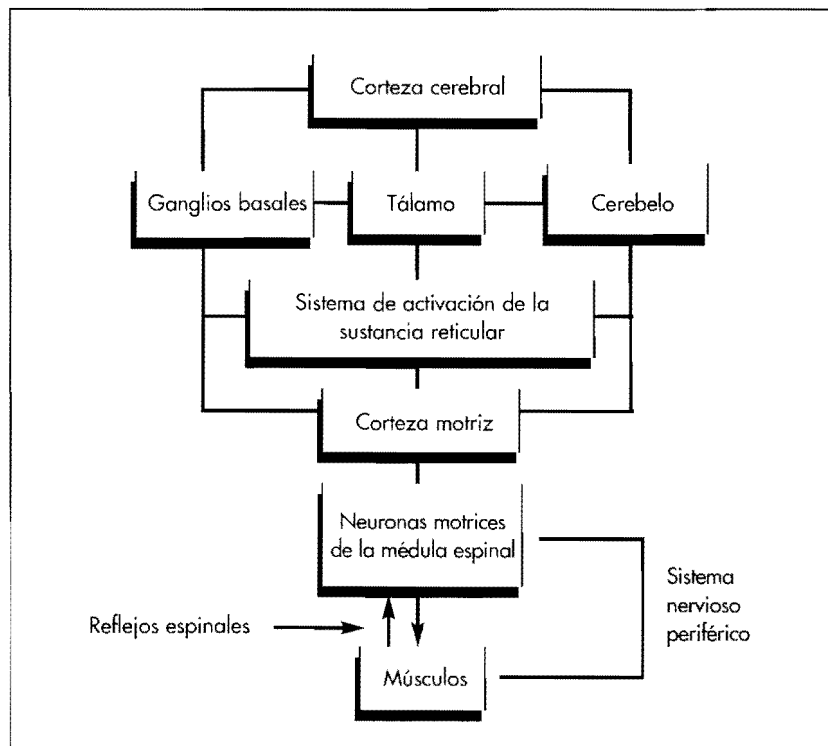 Corteza cerebral
Ganglios basales
Tálamo
Cerebelo
Sistema de activación de la
sustancia reticular
Corteza motriz
Neuronas motrices
de la médula espinal
Sistema
nervioso
periférico
Reflejos espinales
Músculos